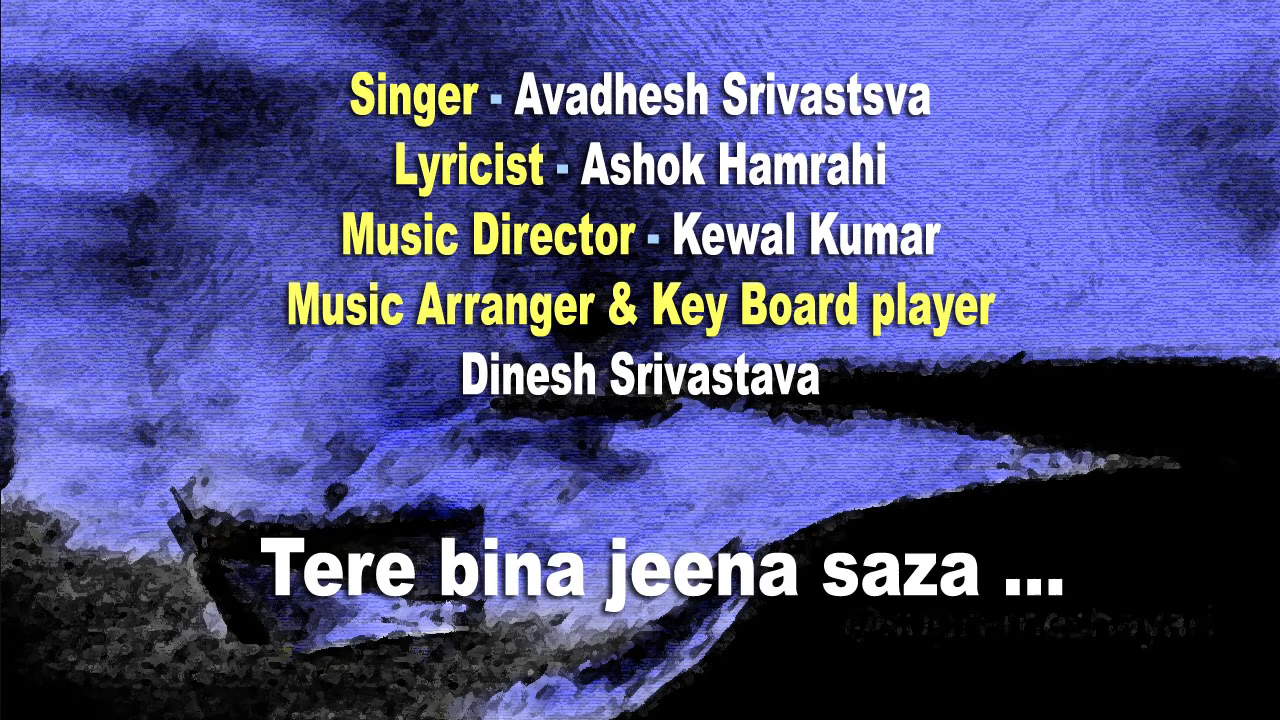 Singer - Avadhesh Srivastsva
Lyricist - Ashok Hamrahi
Music Director - Kewal Kumar
Music Arranger & Key Board player
Dinesh Srivastava
Tere bina jeena saza ...